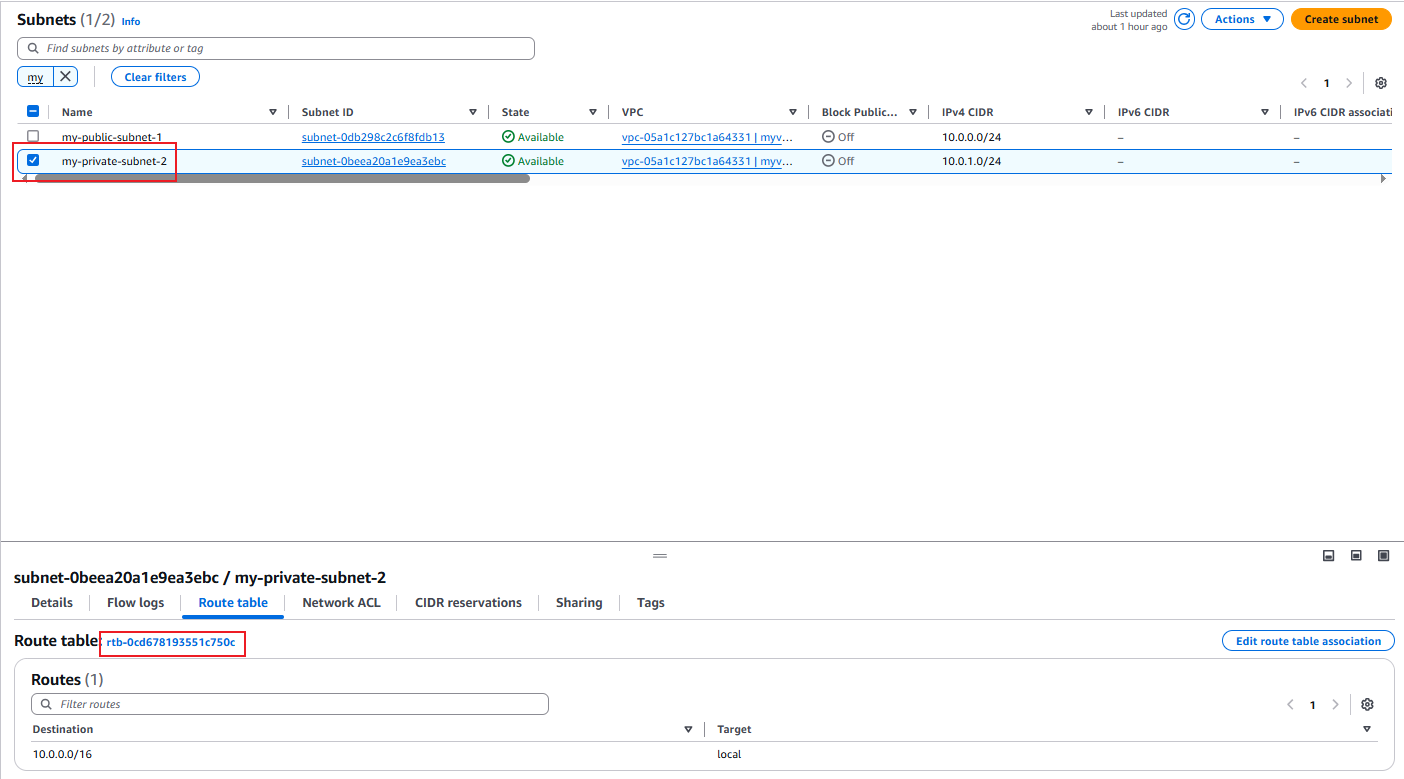 Subnets (1/2) Info
Last updated
about 1 hour ago
Actions
Create subnet
Find subnets by attribute or tag
my
Clear filters
1
Name Subnet ID State VPC Block Public... IPv4 CIDR IPv6 CIDR IPv6 CIDR associati
my-public-subnet-1 subnet-0db298c2c6f8fdb13 Available vpc-05a1c127bc1a64331 | myv... Off 10.0.0.0/24 – –
my-private-subnet-2 subnet-0beea20a1e9ea3ebc Available vpc-05a1c127bc1a64331 | myv... Off 10.0.1.0/24 – –
subnet-0beea20a1e9ea3ebc / my-private-subnet-2
Details Flow logs Route table Network ACL CIDR reservations Sharing Tags
Route table: rtb-0cd678193551c750c
Edit route table association
Routes (1)
Filter routes
1
Destination Target
10.0.0.0/16 local